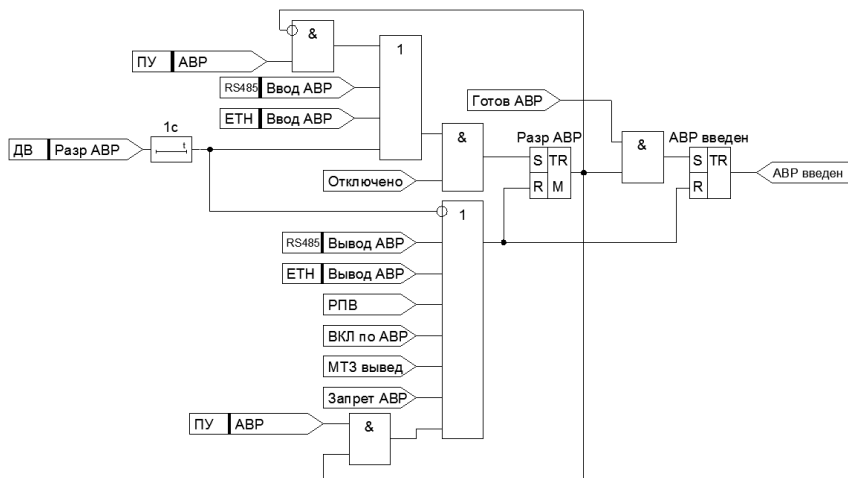 &
ПУ АВР
1
RS485 Ввод АВР
Готов АВР
ETH Ввод АВР
1с
&
Разр АВР
&
АВР введен
ДВ Разр АВР
t
S TR
S TR
АВР введен
Отключено
R M
R
1
RS485 Вывод АВР
ETH Вывод АВР
РПВ
ВКЛ по АВР
МТЗ вывед
Запрет АВР
ПУ АВР
&